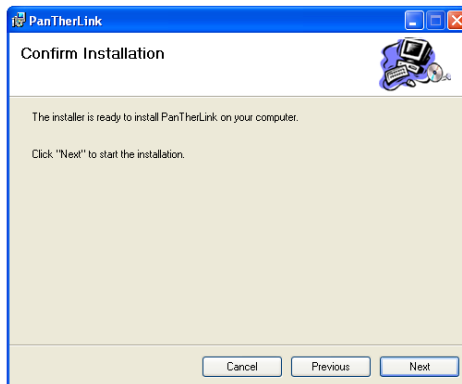 PanTherLink
Confirm Installation
The installer is ready to install PanTherLink on your computer.
Click "Next" to start the installation.
Cancel
Previous
Next